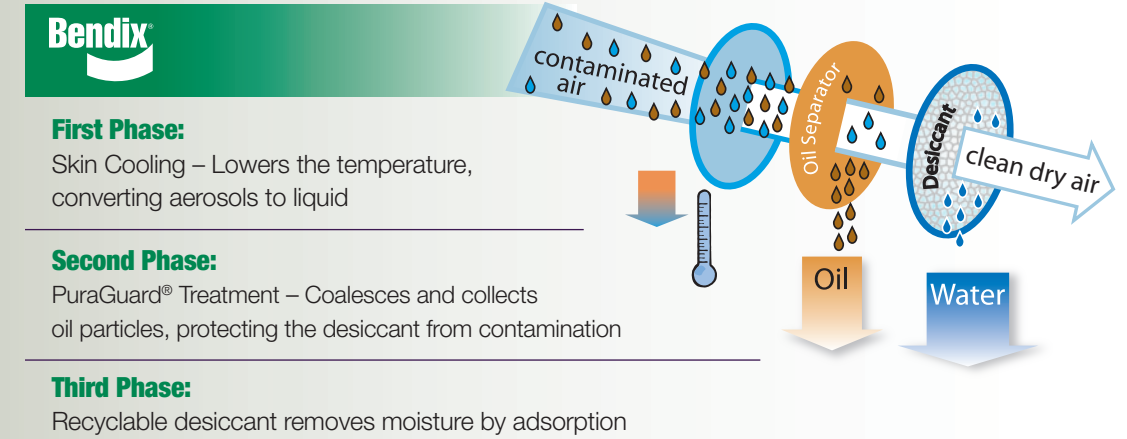 Bendix®
contaminated
air
Oil Separator
Desiccant
clean dry air
First Phase:
Skin Cooling – Lowers the temperature,
converting aerosols to liquid
Second Phase:
PuraGuard® Treatment – Coalesces and collects
oil particles, protecting the desiccant from contamination
Oil
Water
Third Phase:
Recyclable desiccant removes moisture by adsorption